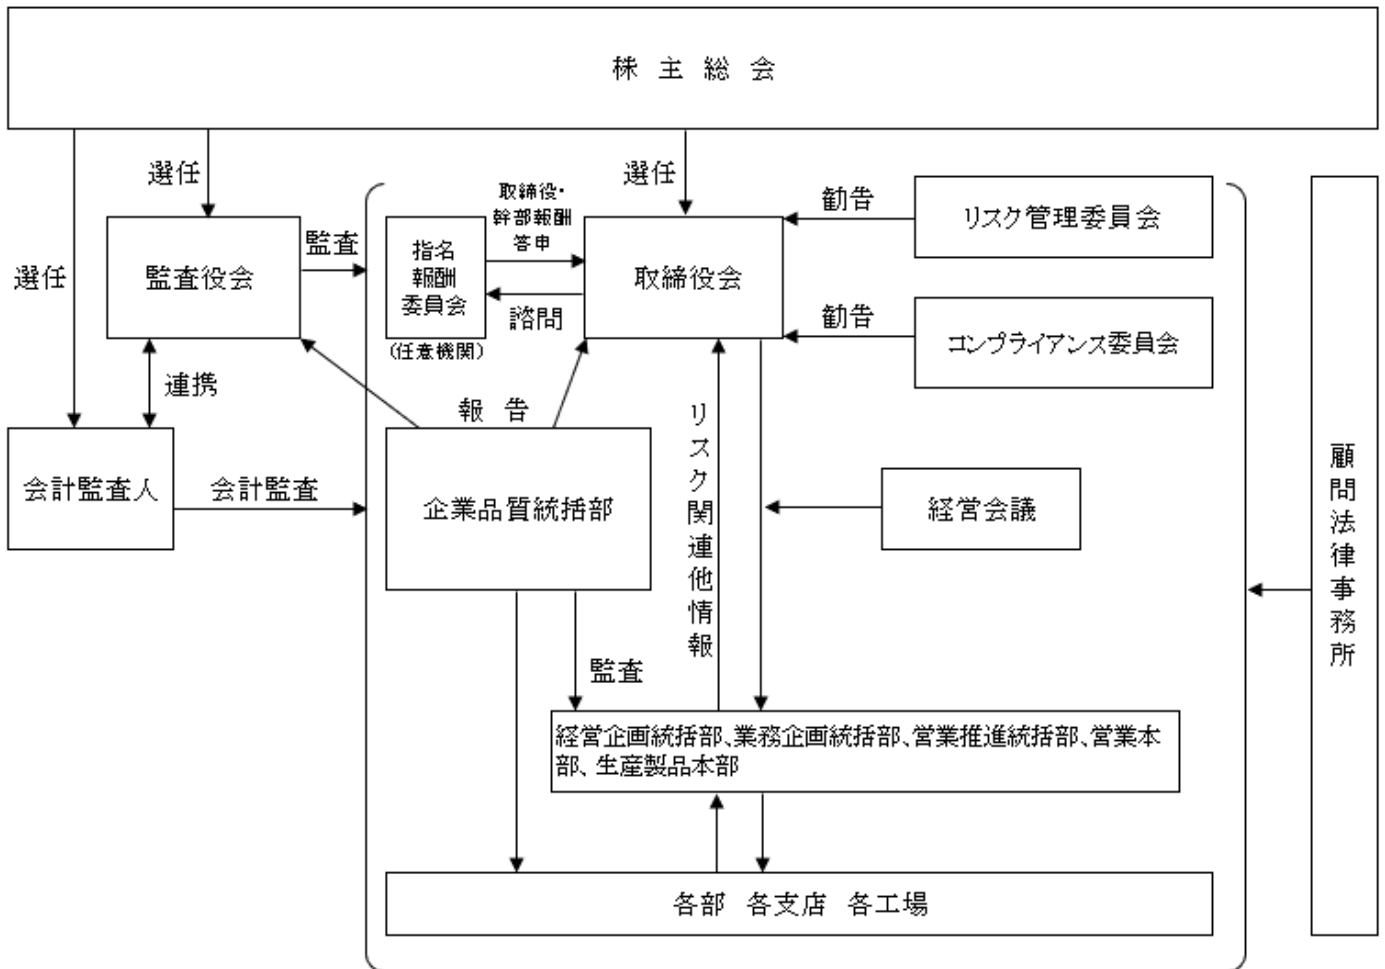 株 主 総 会
選任
選任
選任
監査役会
監査
指名
報酬
委員会
(任意機関)
取締役・
幹部報酬
答申
諮問
取締役会
勧告
リスク管理委員会
勧告
コンプライアンス委員会
連携
会計監査人
会計監査
報 告
企業品質統括部
リスク関連他情報
経営会議
顧問法律事務所
監査
経営企画統括部、業務企画統括部、営業推進統括部、営業本
部、生産製品本部
各部 各支店 各工場